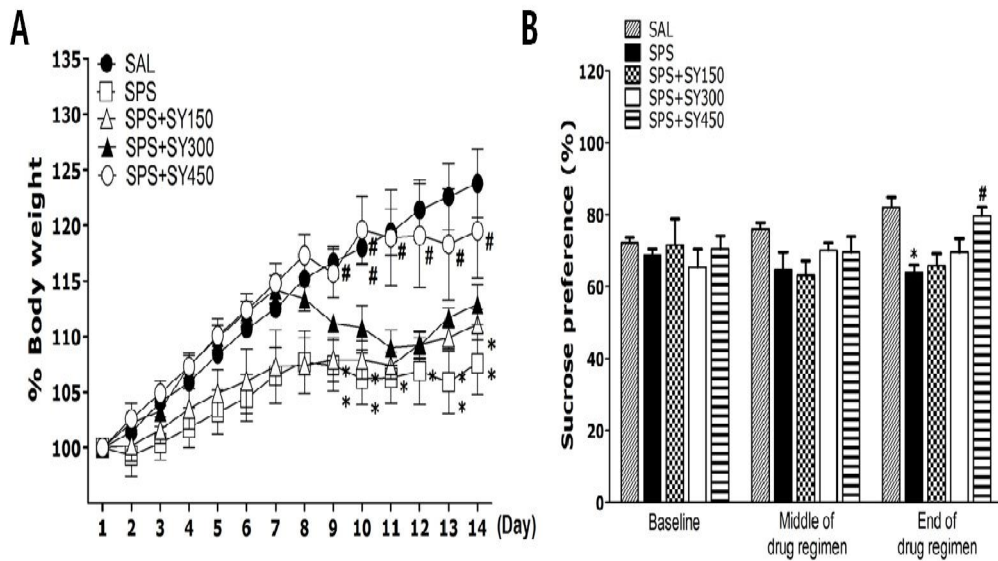 A
B
135
130
125
120
115
110
105
100
% Body weight
SAL
SPS
SPS+SY150
SPS+SY300
SPS+SY450
#
#
#
#
#
#
#
#
*
*
*
*
*
*
*
*
*
*
1 2 3 4 5 6 7 8 9 10 11 12 13 14 (Day)
SAL
SPS
SPS+SY150
SPS+SY300
SPS+SY450
120
100
80
60
40
20
0
Sucrose preference (%)
*
#
Baseline
Middle of
drug regimen
End of
drug regimen